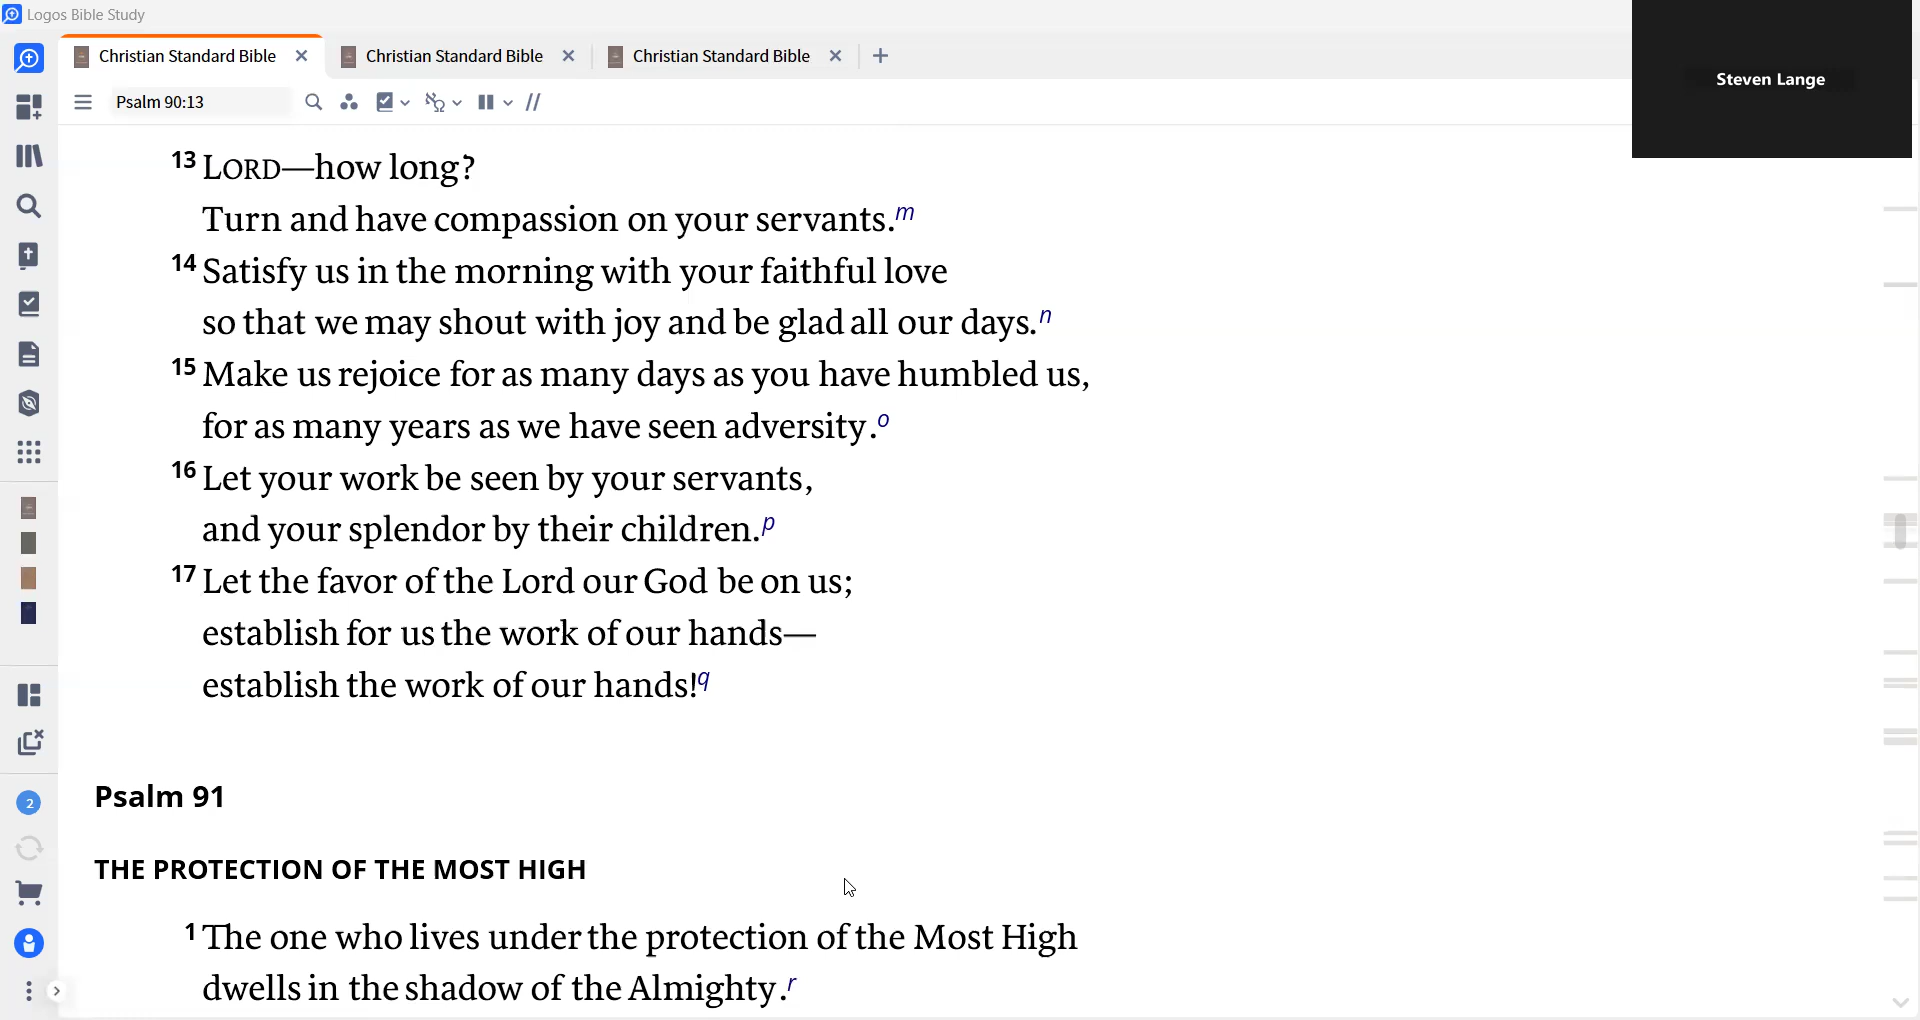 Logos Bible Study
Christian Standard Bible
Christian Standard Bible
Christian Standard Bible
Steven Lange
Psalm 90:13
13 LORD—how long?
Turn and have compassion on your servants.m
14 Satisfy us in the morning with your faithful love
so that we may shout with joy and be glad all our days.n
15 Make us rejoice for as many days as you have humbled us,
for as many years as we have seen adversity.o
16 Let your work be seen by your servants,
and your splendor by their children.p
17 Let the favor of the Lord our God be on us;
establish for us the work of our hands—
establish the work of our hands!q
Psalm 91
THE PROTECTION OF THE MOST HIGH
1 The one who lives under the protection of the Most High
dwells in the shadow of the Almighty.r
2